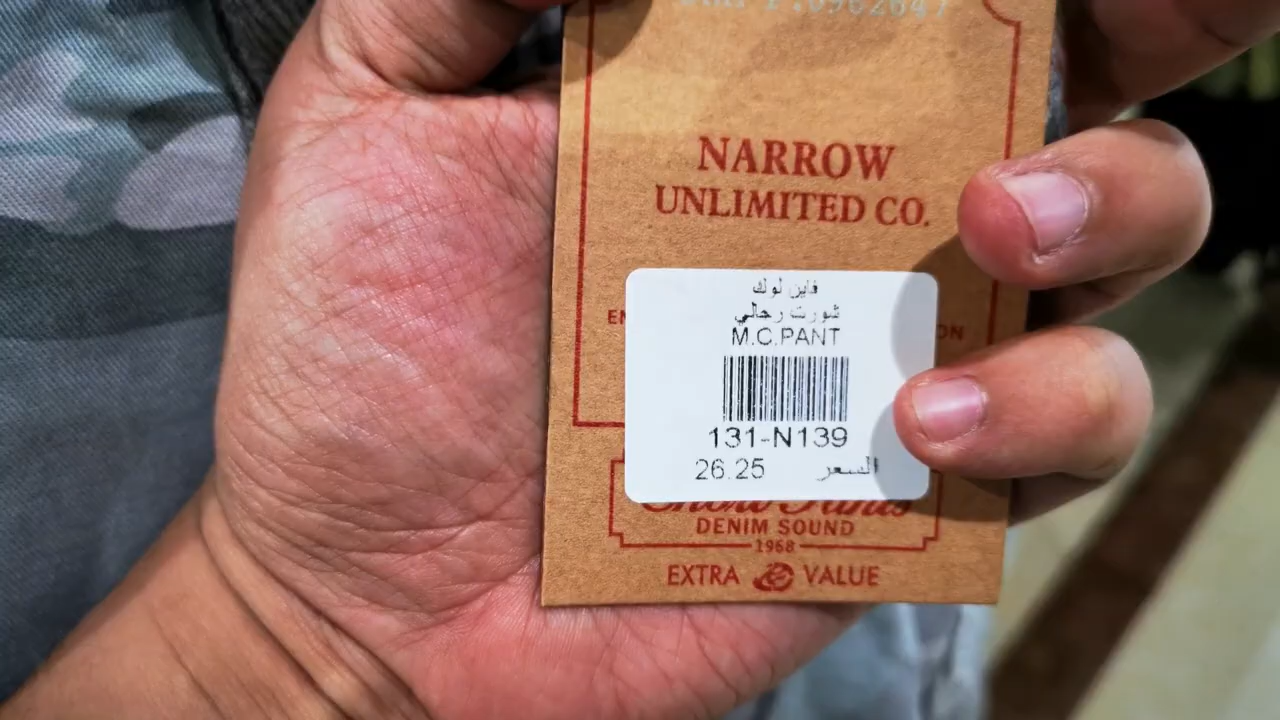 NARROW
UNLIMITED CO.
فاين لوك
شورت رجالي
M.C.PANT
131-N139
26.25 السعر
DENIM SOUND
1968
EXTRA VALUE